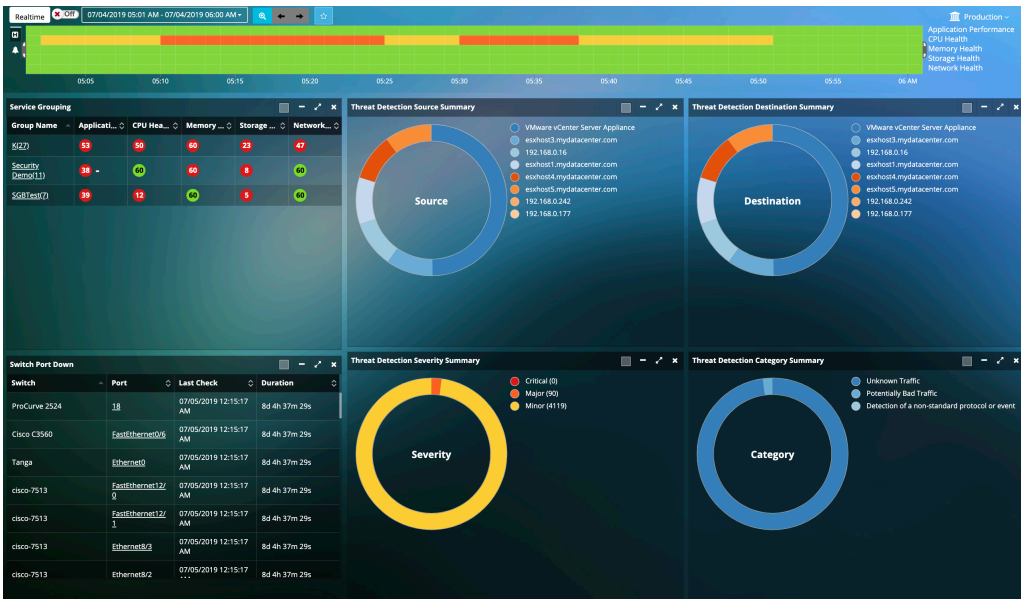 Realtime
Off
07/04/2019 05:01 AM - 07/04/2019 06:00 AM
Production
Application Performance
CPU Health
Memory Health
Storage Health
Network Health
05:05 05:10 05:15 05:20 05:25 05:30 05:35 05:40 05:45 05:50 05:55 06 AM
Service Grouping
Group Name Applicati... CPU Hea... Memory ... Storage ... Network...
K(27) 53 50 60 23 47
Security Demo(11) 38 - 60 60 8 60
SGBTest(7) 39 12 60 5 60
Threat Detection Source Summary
Source
VMware vCenter Server Appliance
esxhost3.mydatacenter.com
192.168.0.16
esxhost1.mydatacenter.com
esxhost4.mydatacenter.com
esxhost5.mydatacenter.com
192.168.0.242
192.168.0.177
Threat Detection Destination Summary
Destination
VMware vCenter Server Appliance
esxhost3.mydatacenter.com
192.168.0.16
esxhost1.mydatacenter.com
esxhost4.mydatacenter.com
esxhost5.mydatacenter.com
192.168.0.242
192.168.0.177
Switch Port Down
Switch Port Last Check Duration
ProCurve 2524 18 07/05/2019 12:15:17 AM 8d 4h 37m 29s
Cisco C3560 FastEthernet0/6 07/05/2019 12:15:17 AM 8d 4h 37m 29s
Tanga Ethernet0 07/05/2019 12:15:17 AM 8d 4h 37m 29s
cisco-7513 FastEthernet12/0 07/05/2019 12:15:17 AM 8d 4h 37m 29s
cisco-7513 FastEthernet12/1 07/05/2019 12:15:17 AM 8d 4h 37m 29s
cisco-7513 Ethernet8/3 07/05/2019 12:15:17 AM 8d 4h 37m 29s
cisco-7513 Ethernet8/2 07/05/2019 12:15:17 8d 4h 37m 29s
Threat Detection Severity Summary
Severity
Critical (0)
Major (90)
Minor (4119)
Threat Detection Category Summary
Category
Unknown Traffic
Potentially Bad Traffic
Detection of a non-standard protocol or event